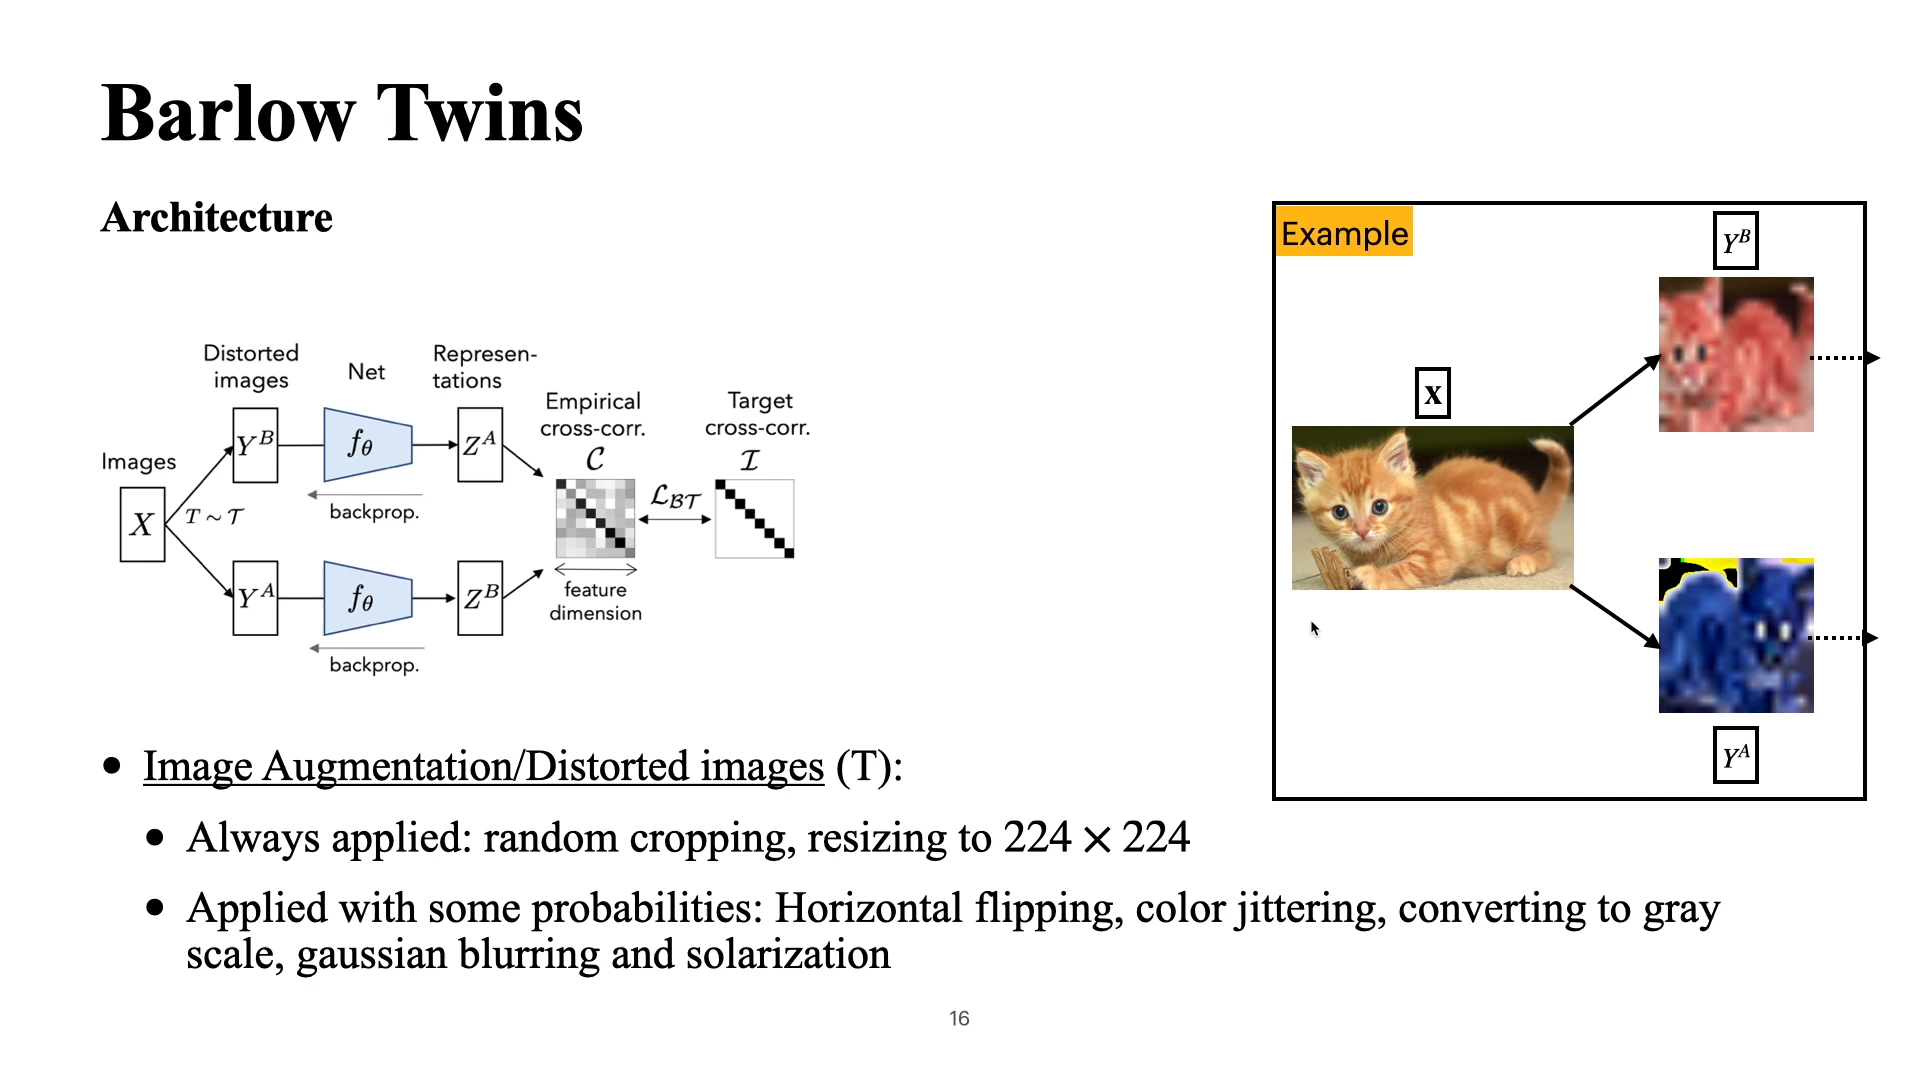 Barlow Twins
Architecture
Distorted
images
Net
Represen-
tations
Empirical
cross-corr.
C
Target
cross-corr.
I
Images
X
T ~ T
Y^B
f_θ
Z^A
backprop.
L_BT
Y^A
f_θ
Z^B
backprop.
feature
dimension
Example
Y^B
X
Y^A
• Image Augmentation/Distorted images (T):
• Always applied: random cropping, resizing to 224 × 224
• Applied with some probabilities: Horizontal flipping, color jittering, converting to gray
scale, gaussian blurring and solarization
16